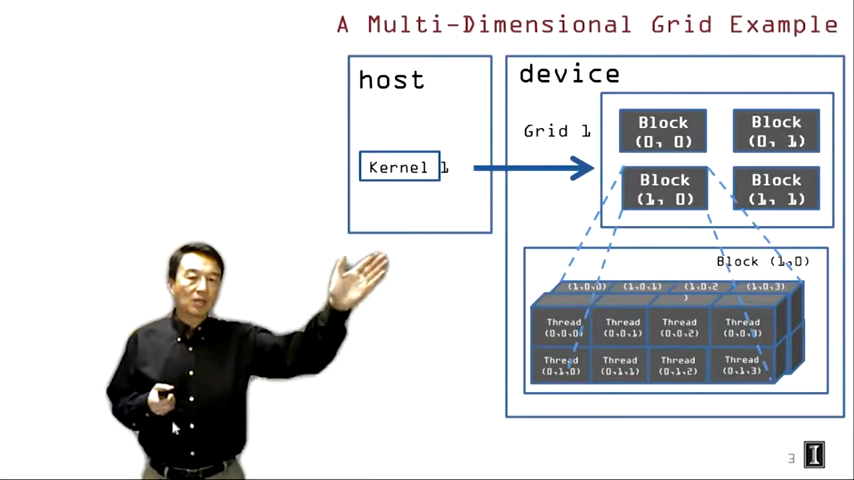 A Multi-Dimensional Grid Example
host
device
Kernel 1
Grid 1
Block
(0, 0)
Block
(0, 1)
Block
(1, 0)
Block
(1, 1)
Block (1,0)
(1,0,0) (1,0,1) (1,0,2 (1,0,3)
)
Thread Thread Thread Thread
(0,0,0) (0,0,1) (0,0,2) (0,0,3)
Thread Thread Thread Thread
(0,1,0) (0,1,1) (0,1,2) (0,1,3)
3
I